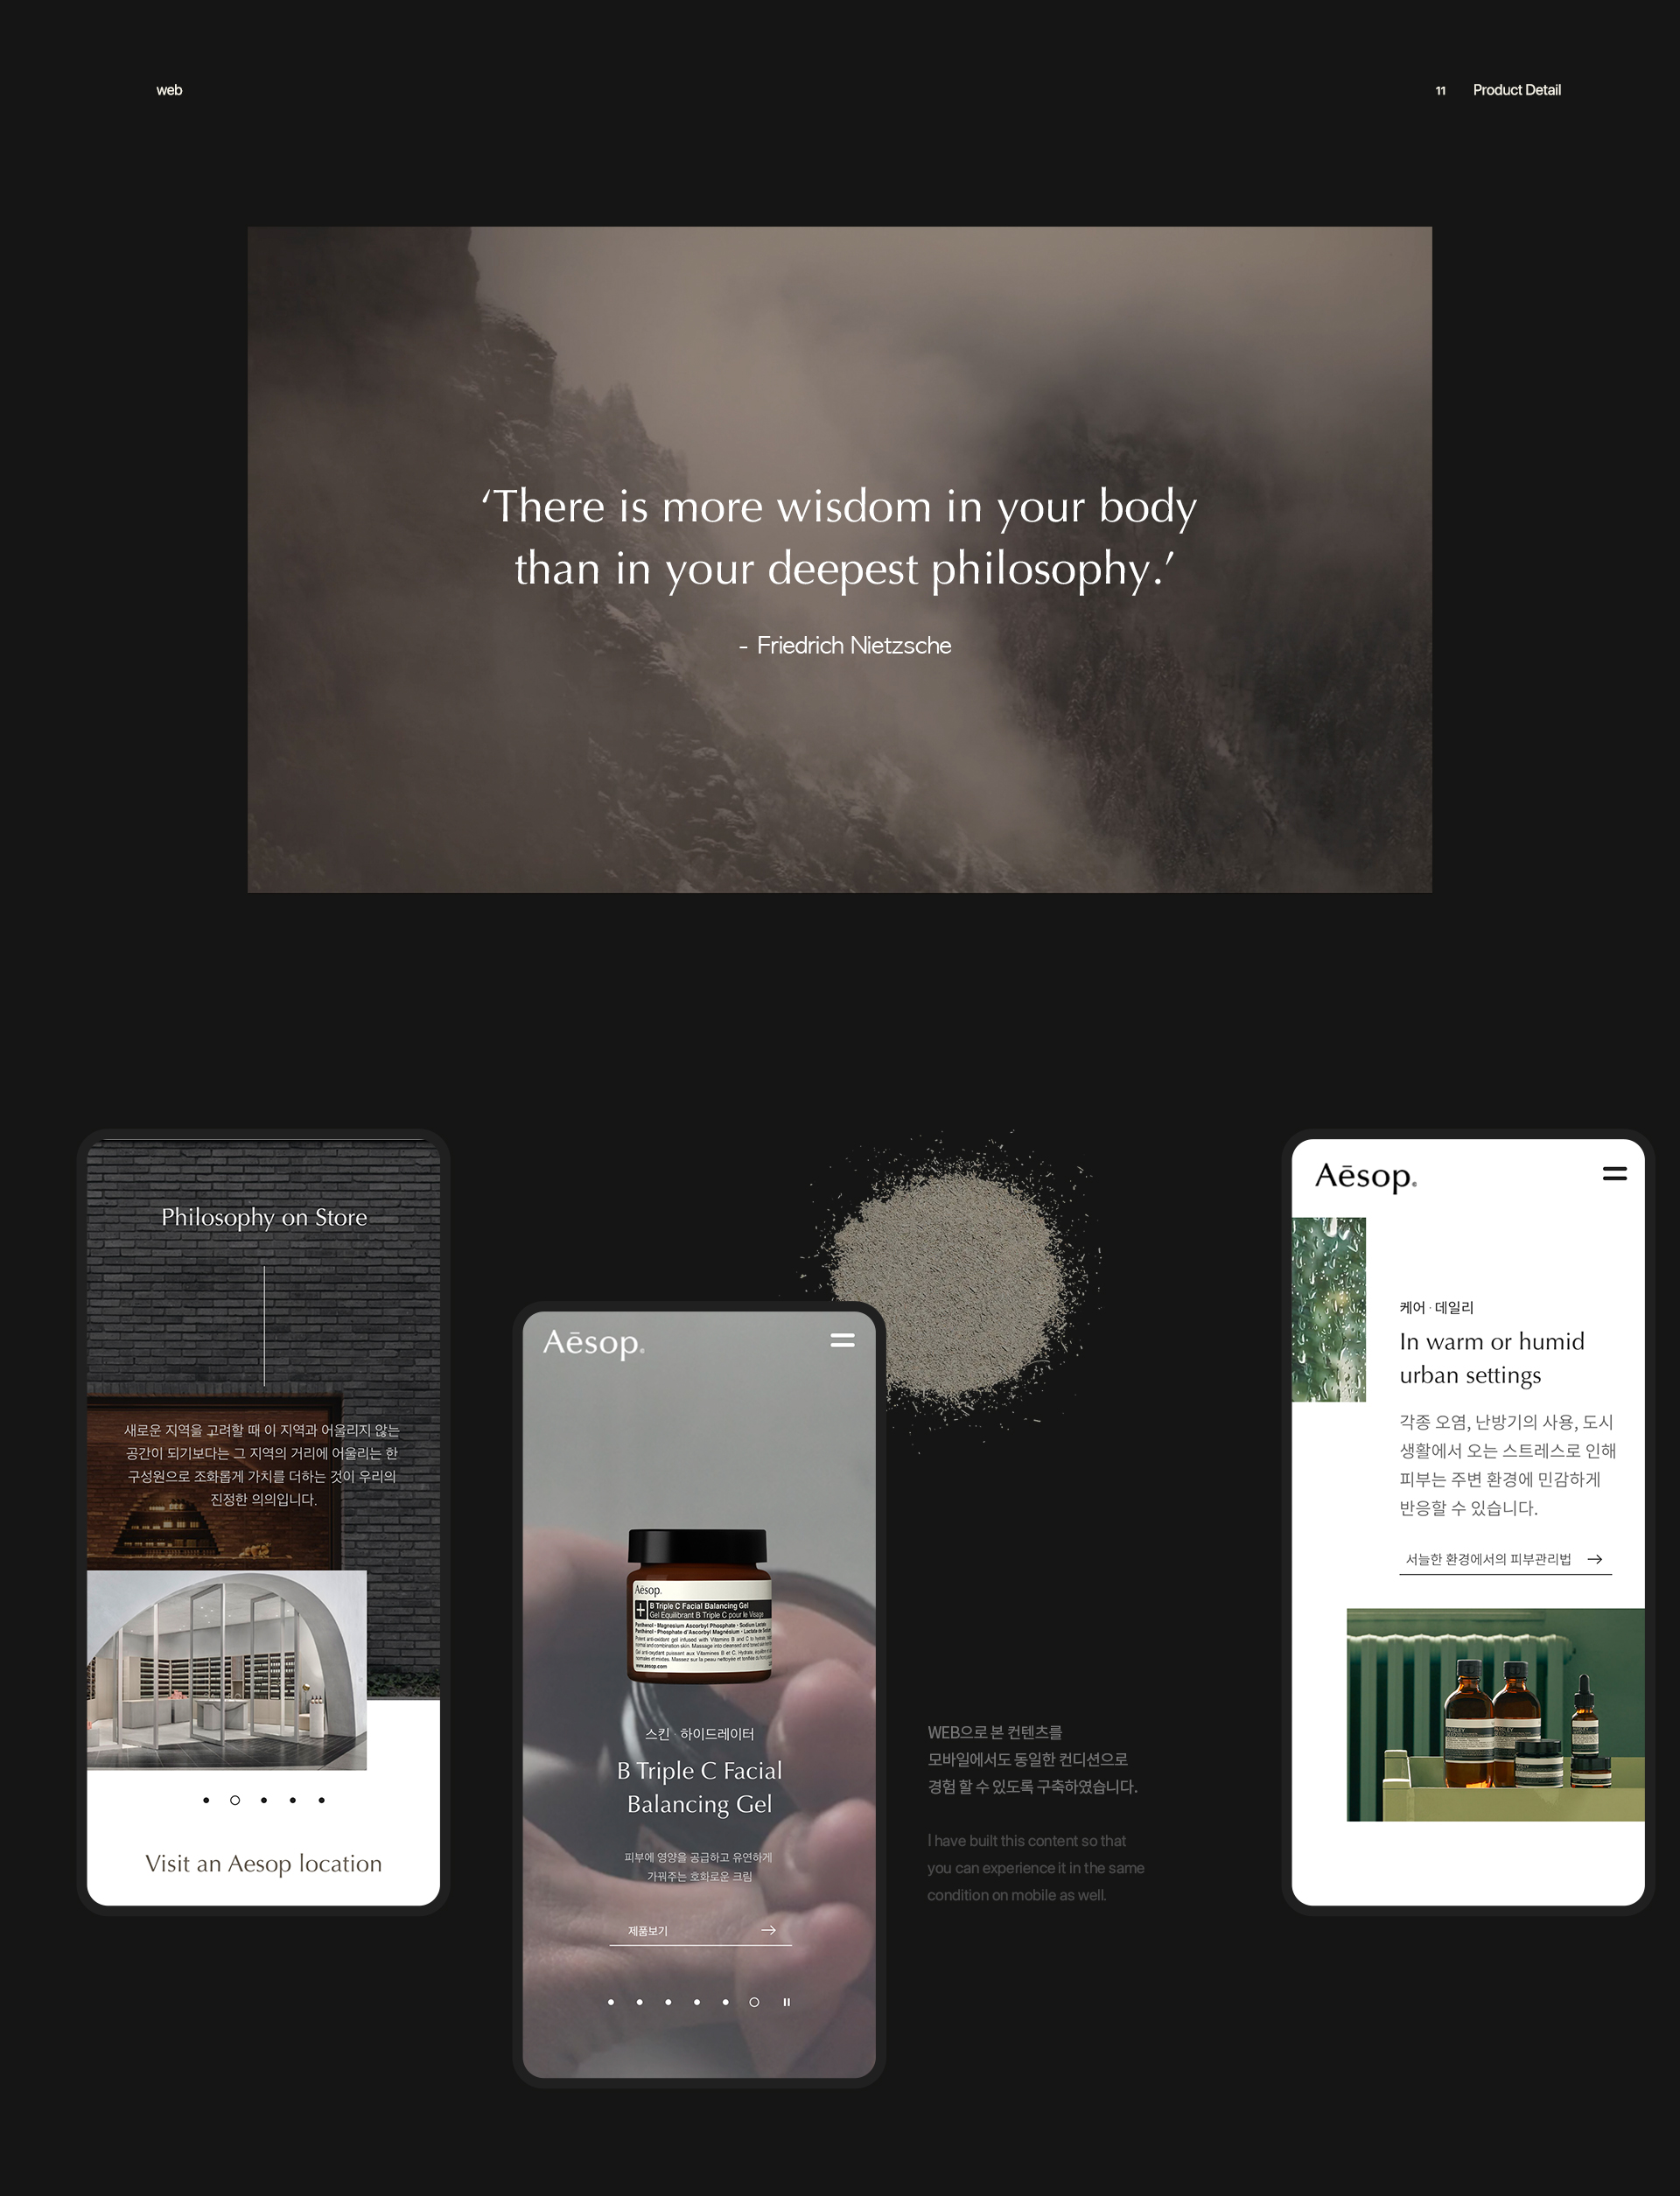 web
11 Product Detail
‘There is more wisdom in your body
than in your deepest philosophy.’
- Friedrich Nietzsche
Philosophy on Store
새로운 지역을 고려할 때 이 지역과 어울리지 않는
공간이 되기보다는 그 지역의 거리에 어울리는 한
구성원으로 조화롭게 가치를 더하는 것이 우리의
진정한 의의입니다.
Visit an Aesop location
Aēsop.
Aēsop.
B Triple C Facial Balancing Gel
Gel Equilibrant B Triple C pour le Visage
Panthenol · Magnesium Ascorbyl Phosphate · Sodium Lactate
www.aesop.com
스킨 · 하이드레이터
B Triple C Facial
Balancing Gel
피부에 영양을 공급하고 유연하게
가꿔주는 호화로운 크림
제품보기
WEB으로 본 컨텐츠를
모바일에서도 동일한 컨디션으로
경험 할 수 있도록 구축하였습니다.
I have built this content so that
you can experience it in the same
condition on mobile as well.
Aēsop.
케어 · 데일리
In warm or humid
urban settings
각종 오염, 난방기의 사용, 도시
생활에서 오는 스트레스로 인해
피부는 주변 환경에 민감하게
반응할 수 있습니다.
서늘한 환경에서의 피부관리법